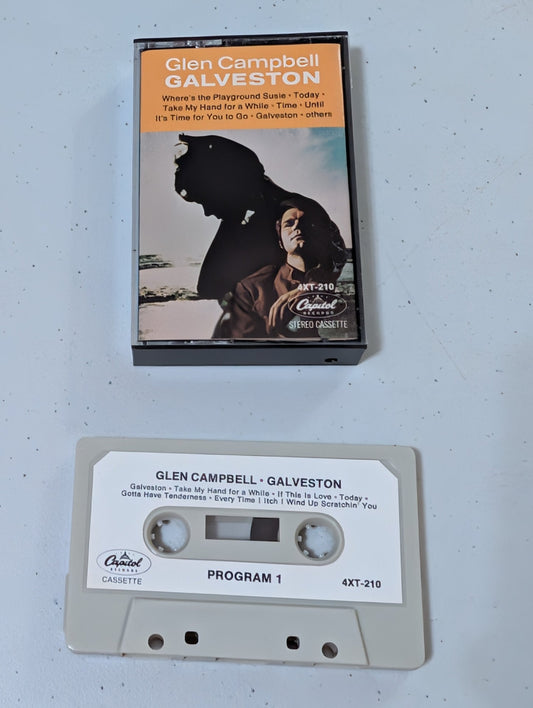 Glen Campbell
GALVESTON
Where's the Playground Susie • Today •
Take My Hand for a While • Time • Until
It's Time for You to Go • Galveston • others
4XT-210
Capitol
RECORDS
STEREO CASSETTE
GLEN CAMPBELL • GALVESTON
Galveston • Take My Hand for a While • If This Is Love • Today •
Gotta Have Tenderness • Every Time I Itch I Wind Up Scratchin' You
Capitol
RECORDS
CASSETTE
PROGRAM 1
4XT-210